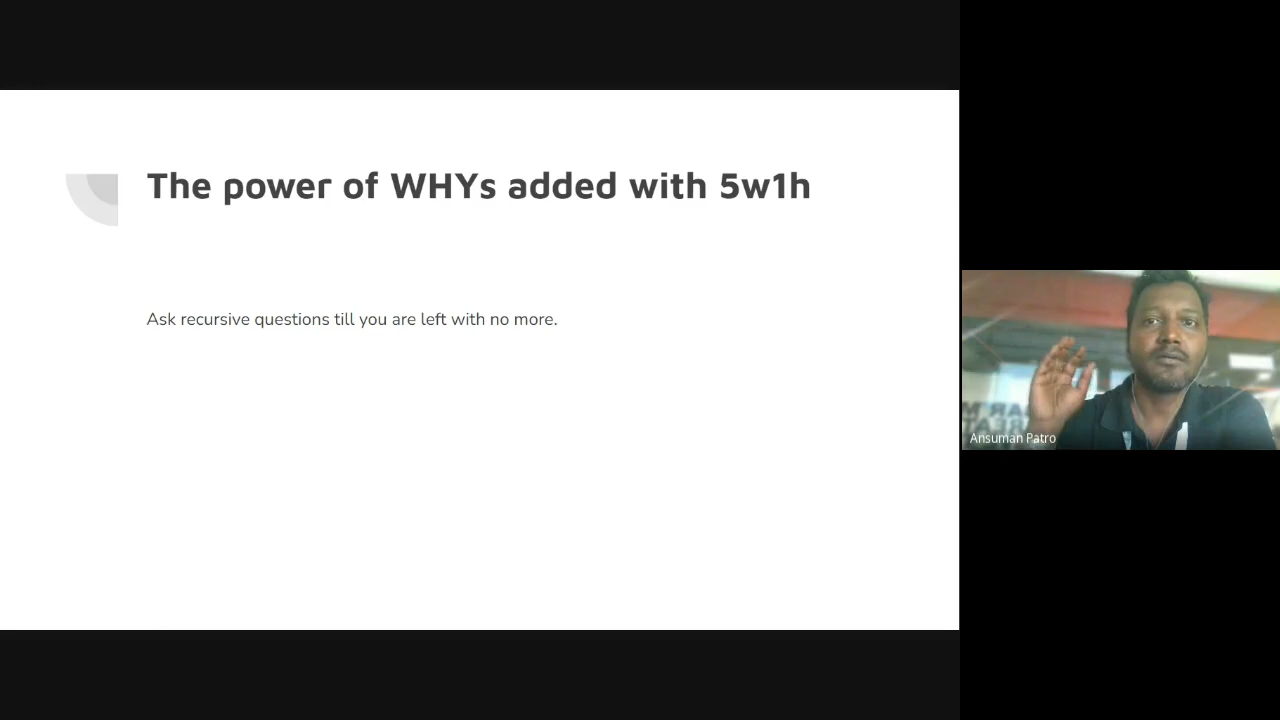 The power of WHYs added with 5w1h
Ask recursive questions till you are left with no more.
Ansuman Patro